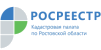 РОСРЕЕСТР
Кадастровая палата
по Ростовской области